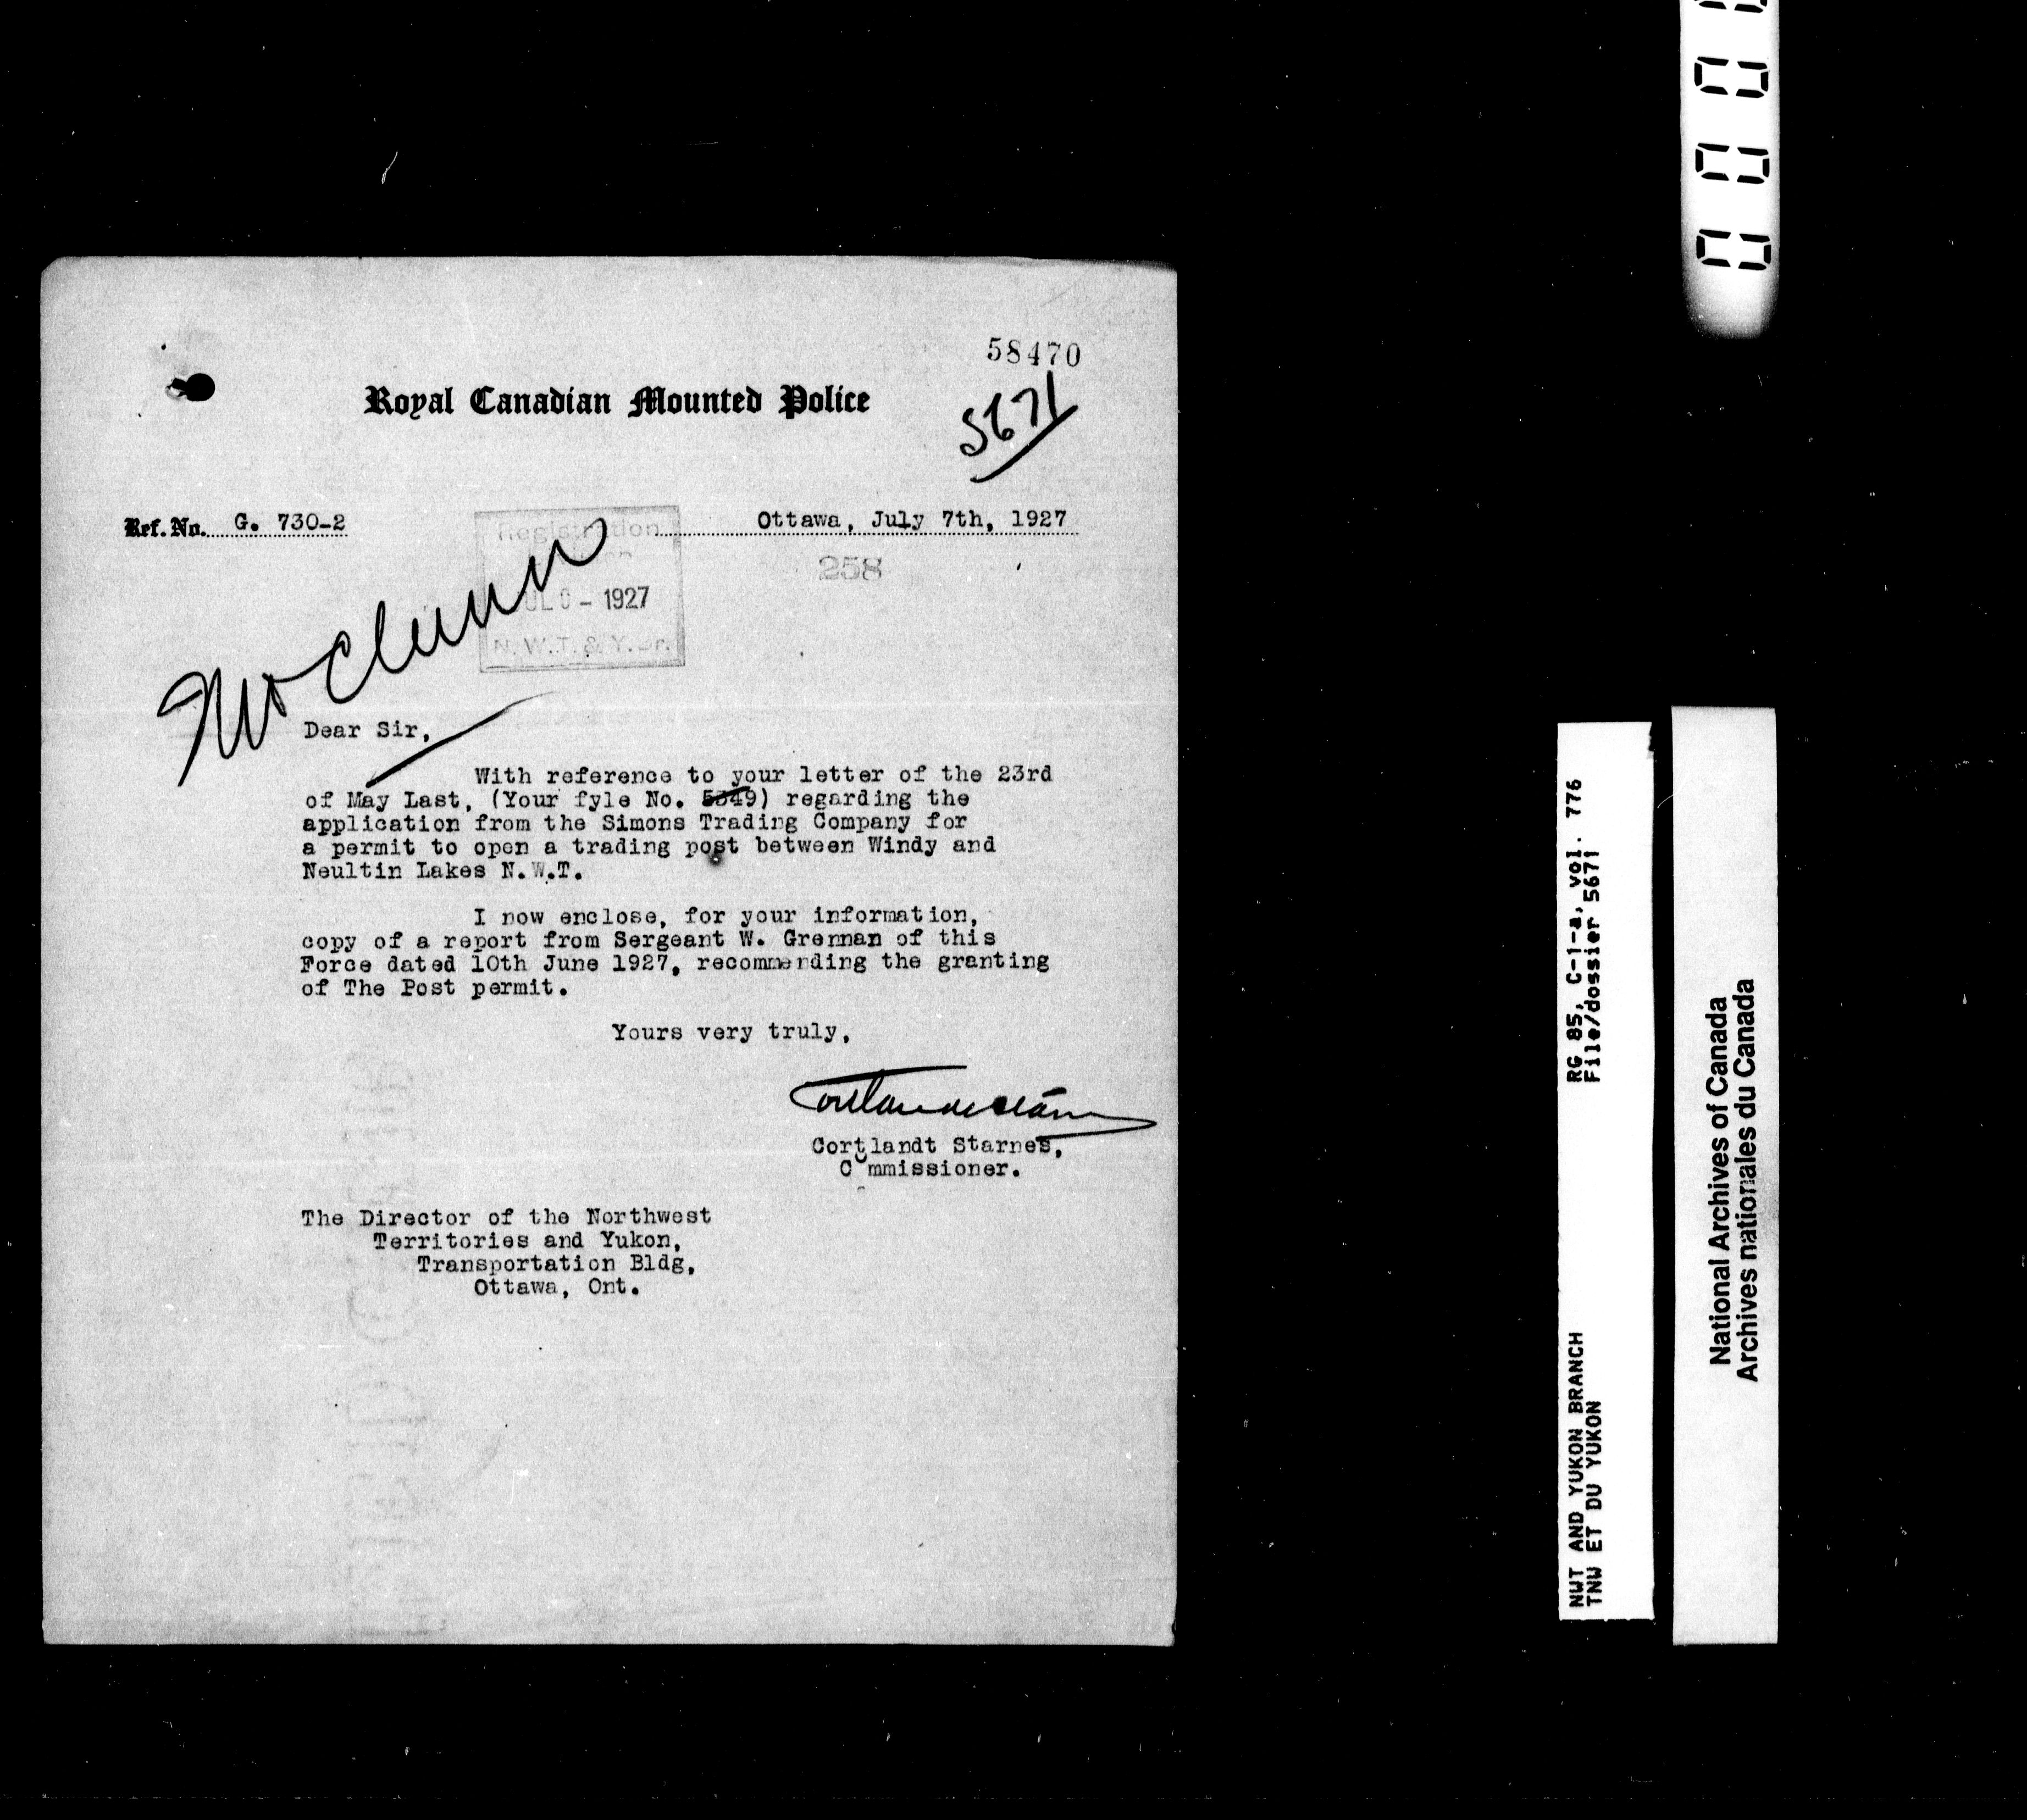 58470
Royal Canadian Mounted Police
5671
Ref. No. G. 730-2
Ottawa, July 7th, 1927
Registration
258
- 1927
N. W. T. & Y. Br.
Dear Sir,
With reference to your letter of the 23rd
of May Last, (Your fyle No. 5349) regarding the
application from the Simons Trading Company for
a permit to open a trading post between Windy and
Neultin Lakes N.W.T.
I now enclose, for your information,
copy of a report from Sergeant W. Grennan of this
Force dated 10th June 1927, recommending the granting
of The Post permit.
Yours very truly,
Cortlandt Starnes,
Commissioner.
The Director of the Northwest
Territories and Yukon,
Transportation Bldg,
Ottawa, Ont.
NWT AND YUKON BRANCH RG 85, C-1-a, vol. 776
TNW ET DU YUKON File/dossier 5671
National Archives of Canada
Archives nationales du Canada